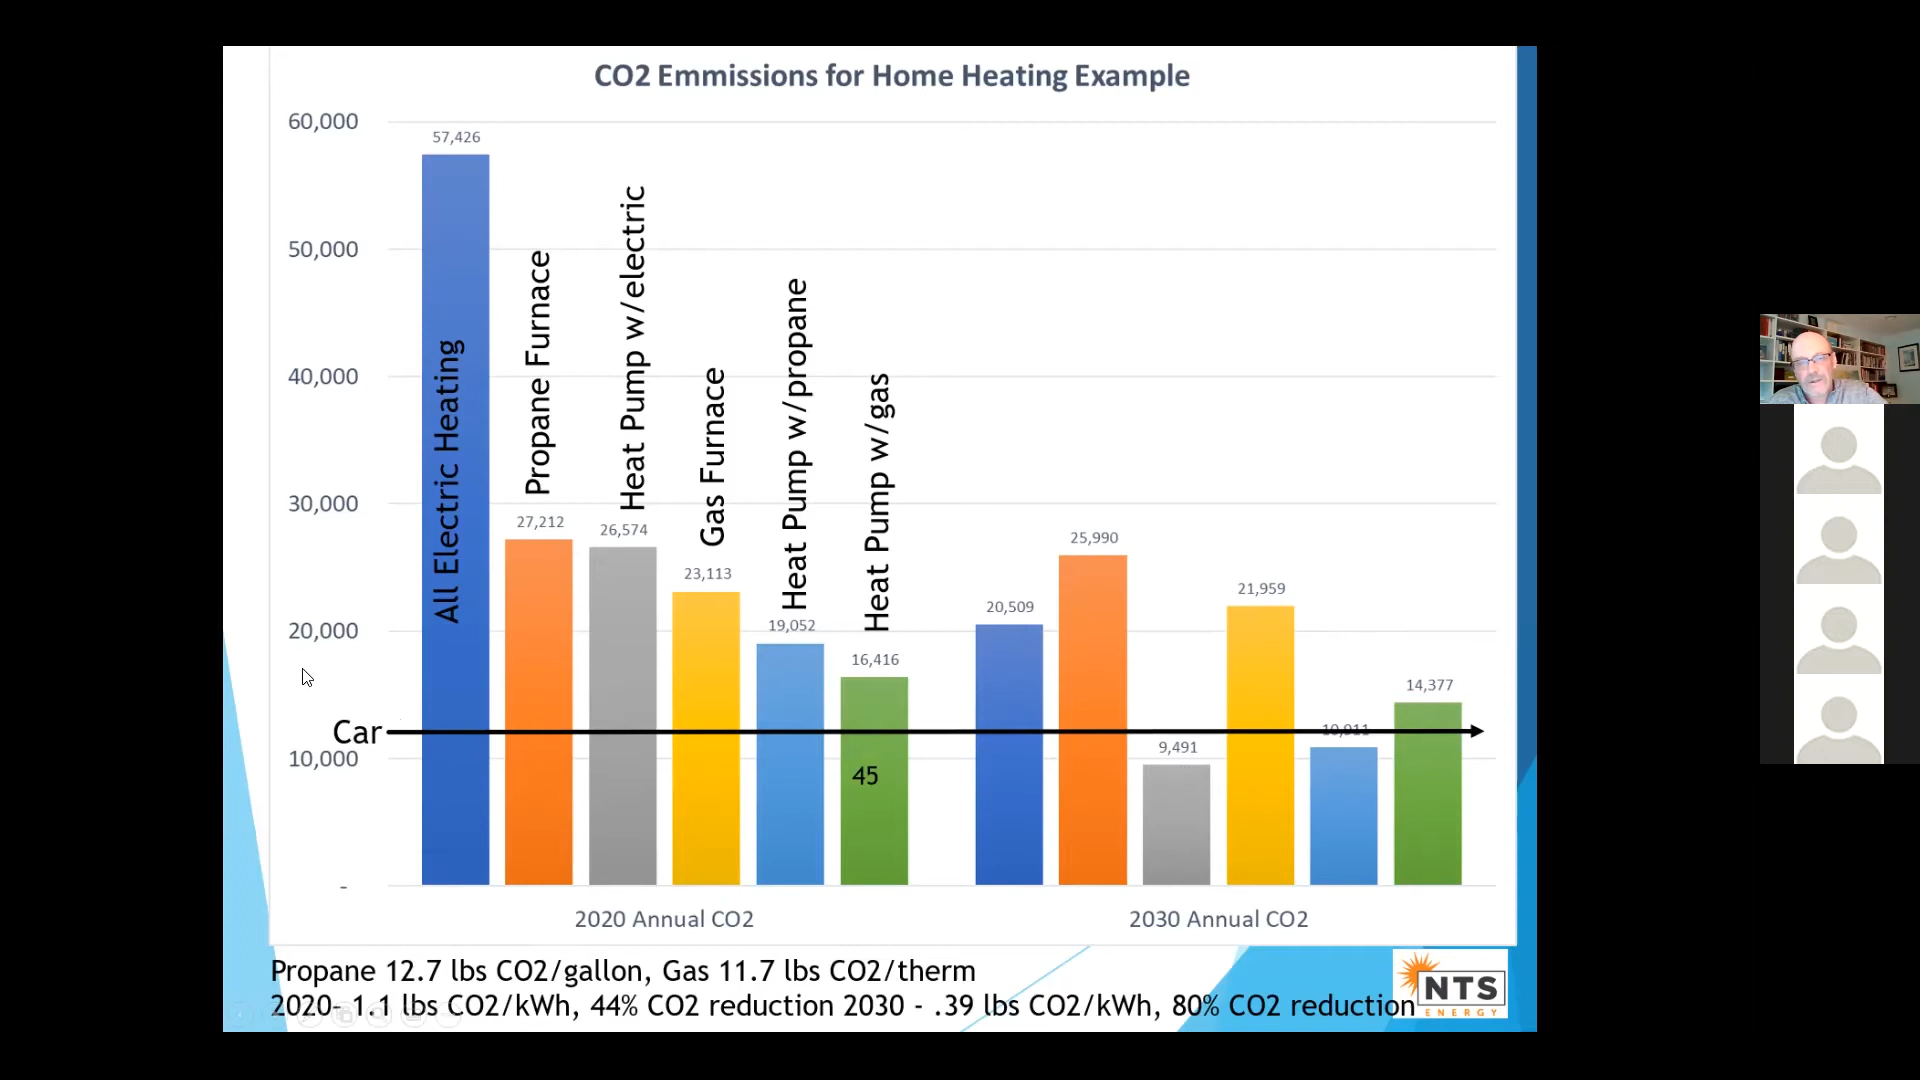 CO2 Emmissions for Home Heating Example
60,000
50,000
40,000
30,000
20,000
10,000
-
57,426
27,212
26,574
23,113
19,052
16,416
20,509
25,990
9,491
21,959
10,911
14,377
All Electric Heating
Propane Furnace
Heat Pump w/electric
Gas Furnace
Heat Pump w/propane
Heat Pump w/gas
Car
45
2020 Annual CO2
2030 Annual CO2
Propane 12.7 lbs CO2/gallon, Gas 11.7 lbs CO2/therm
2020- 1.1 lbs CO2/kWh, 44% CO2 reduction 2030 - .39 lbs CO2/kWh, 80% CO2 reduction
NTS
ENERGY